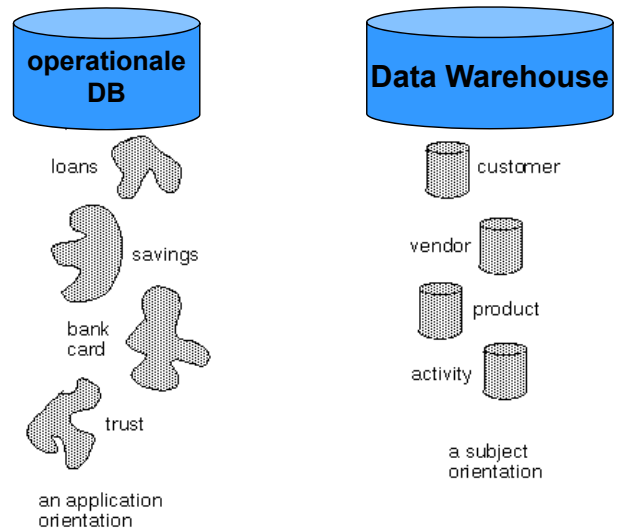 operationale
DB
loans
savings
bank
card
trust
an application
orientation
Data Warehouse
customer
vendor
product
activity
a subject
orientation